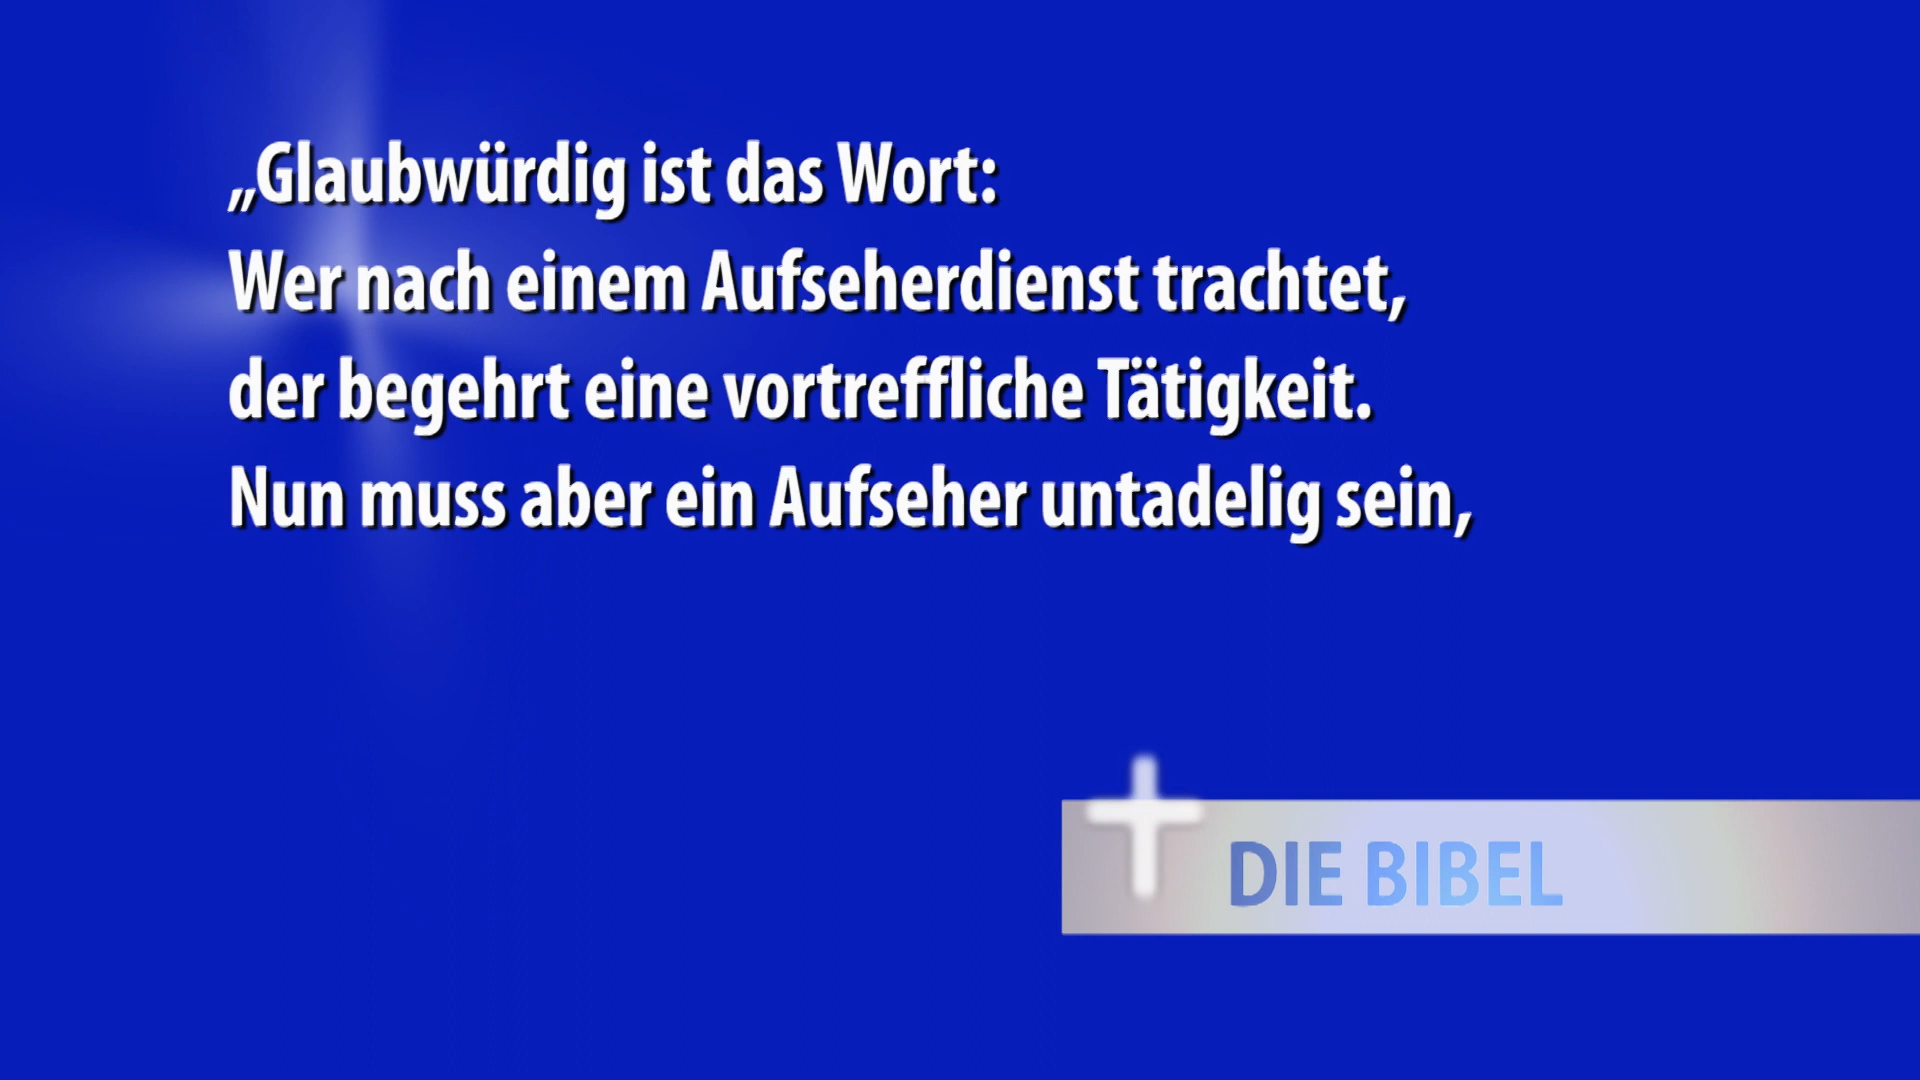 „Glaubwürdig ist das Wort:
Wer nach einem Aufseherdienst trachtet,
der begehrt eine vortreffliche Tätigkeit.
Nun muss aber ein Aufseher untadelig sein,
DIE BIBEL